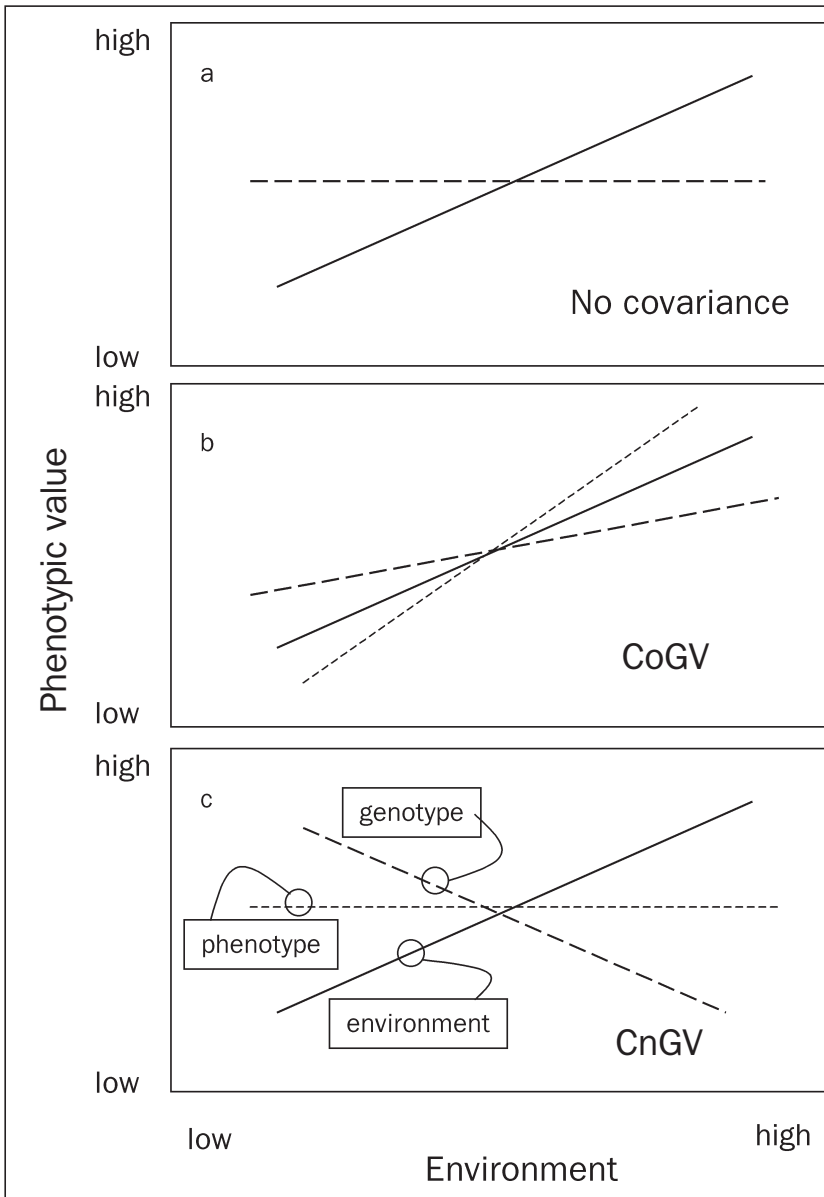 high
a
No covariance
low
high
b
CoGV
low
Phenotypic value
high
c
genotype
phenotype
environment
CnGV
low
low
high
Environment